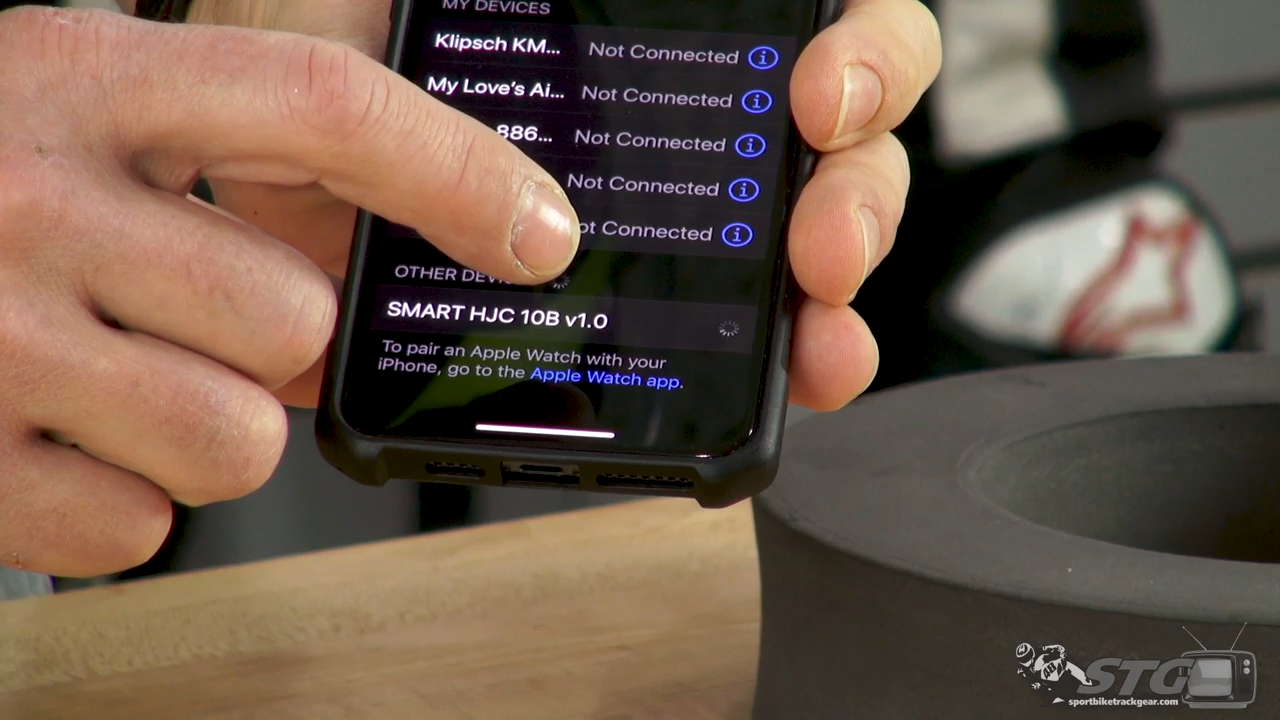 MY DEVICES
Klipsch KM... Not Connected
My Love's Ai... Not Connected
886... Not Connected
Not Connected
Connected
OTHER
SMART HJC 10B v1.0
To pair an Apple Watch with your
iPhone, go to the Apple Watch app.
STG
sportbiketrackgear.com